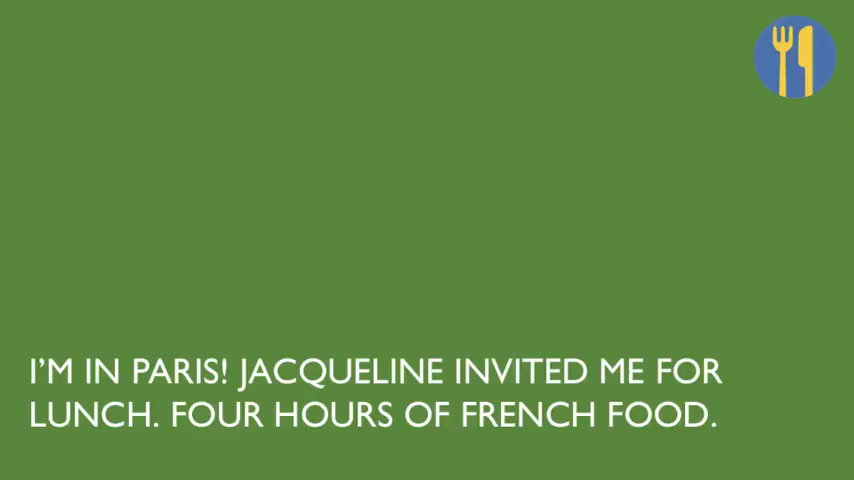 I’M IN PARIS! JACQUELINE INVITED ME FOR
LUNCH. FOUR HOURS OF FRENCH FOOD.